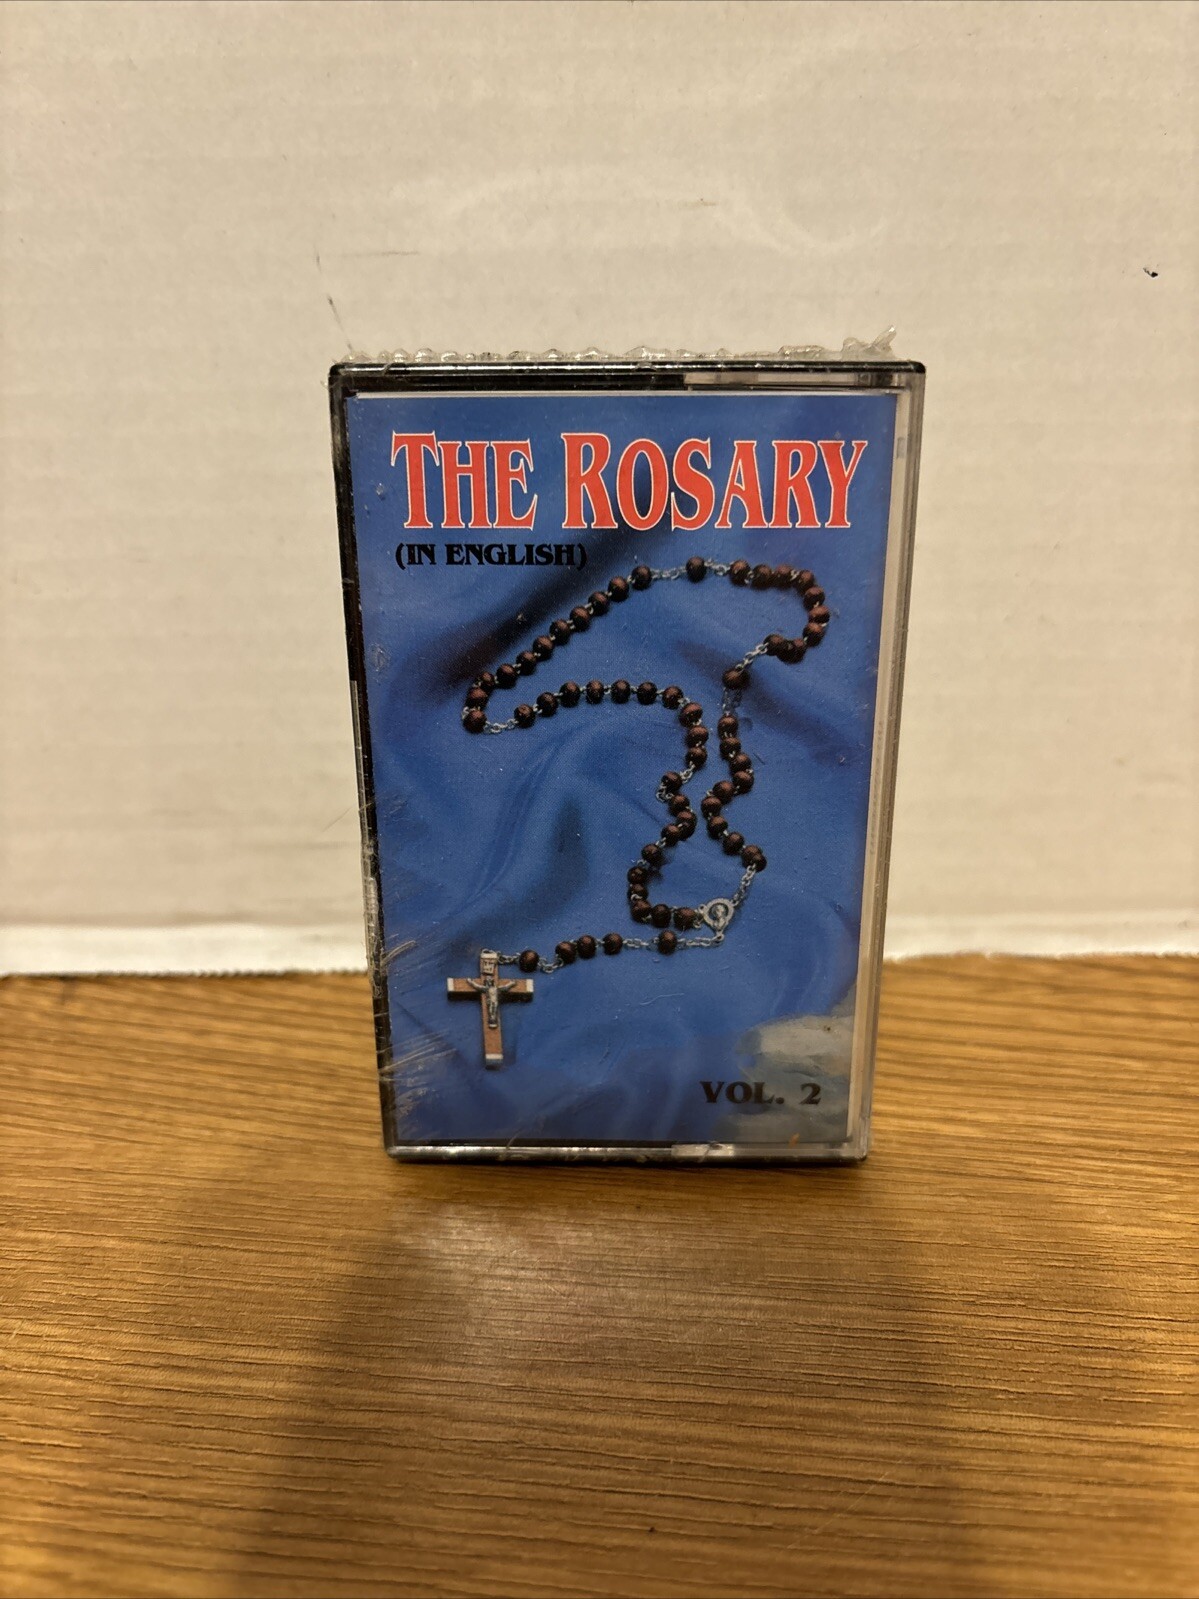 THE ROSARY
(IN ENGLISH)
VOL. 2